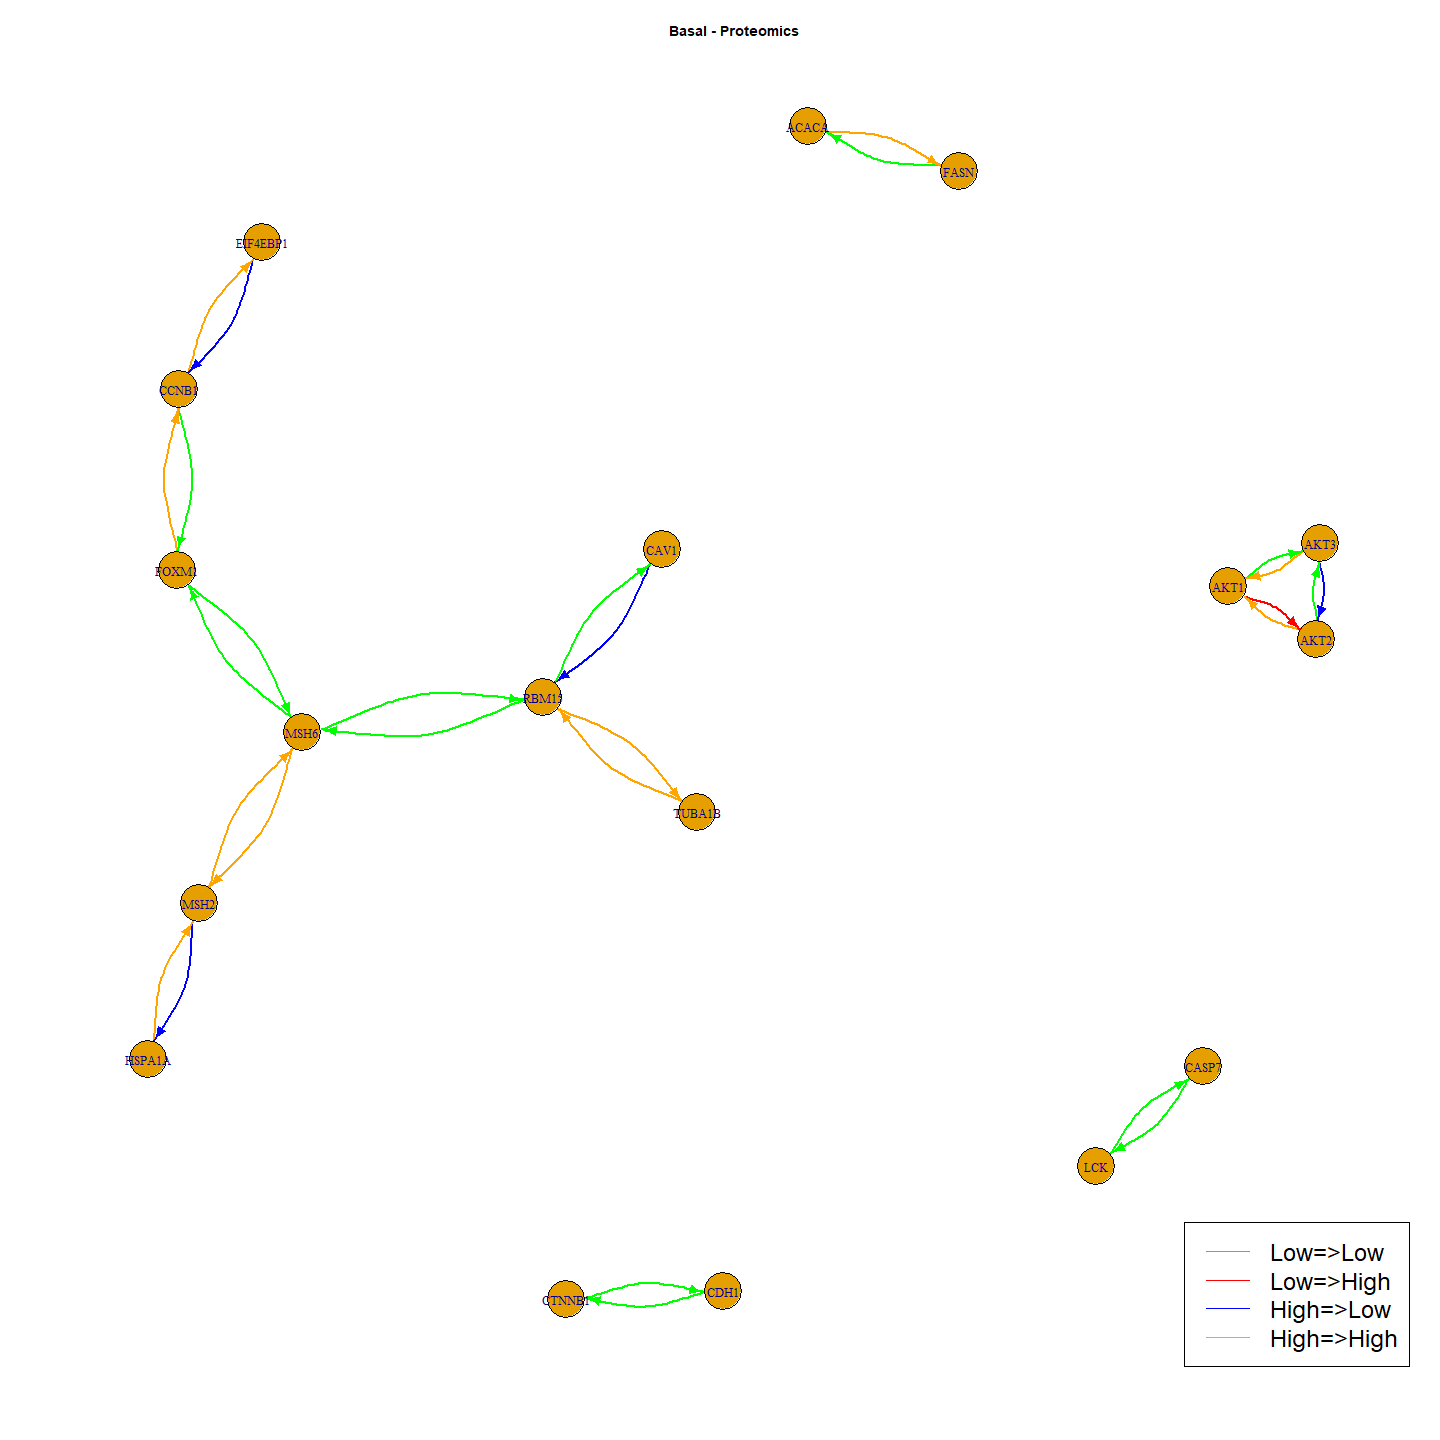 Basal - Proteomics
ACACA
FASN
EIF4EBP1
CCNB1
AKT3
CAV1
FOXM1
AKT1
AKT2
RBM15
MSH6
TUBA1B
MSH2
HSPA1A
CASP7
LCK
CTNNB1
CDH1
Low=>Low
Low=>High
High=>Low
High=>High